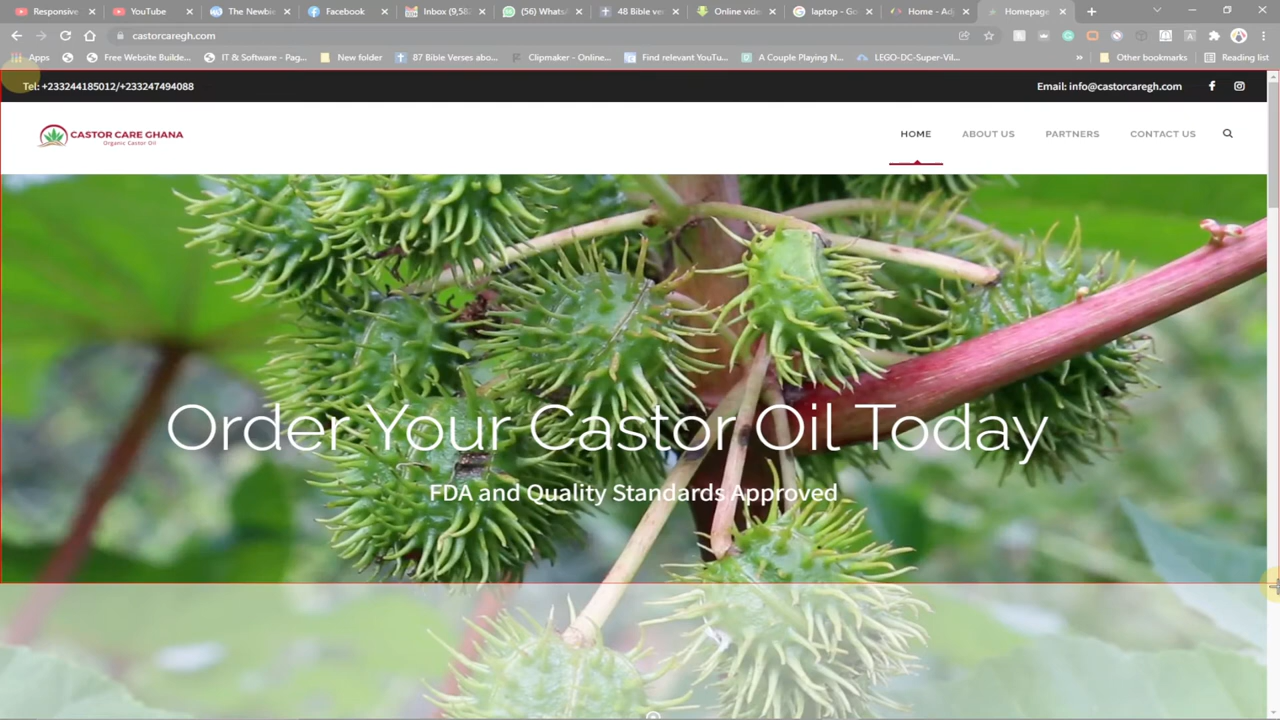 Responsive
YouTube
The Newbie
Facebook
Inbox (9,58
(56) Whats
48 Bible ve
Online vide
laptop - Go
Home - Ad
Homepage
castorcaregh.com
Apps
Free Website Builde...
IT & Software - Pag...
New folder
87 Bible Verses abo...
Clipmaker - Online...
Find relevant YouTu...
A Couple Playing N...
LEGO-DC-Super-Vil...
»
Other bookmarks
Reading list
Tel: +233244185012/+233247494088
Email: info@castorcaregh.com
CASTOR CARE GHANA
Organic Castor Oil
HOME
ABOUT US
PARTNERS
CONTACT US
Order Your Castor Oil Today
FDA and Quality Standards Approved